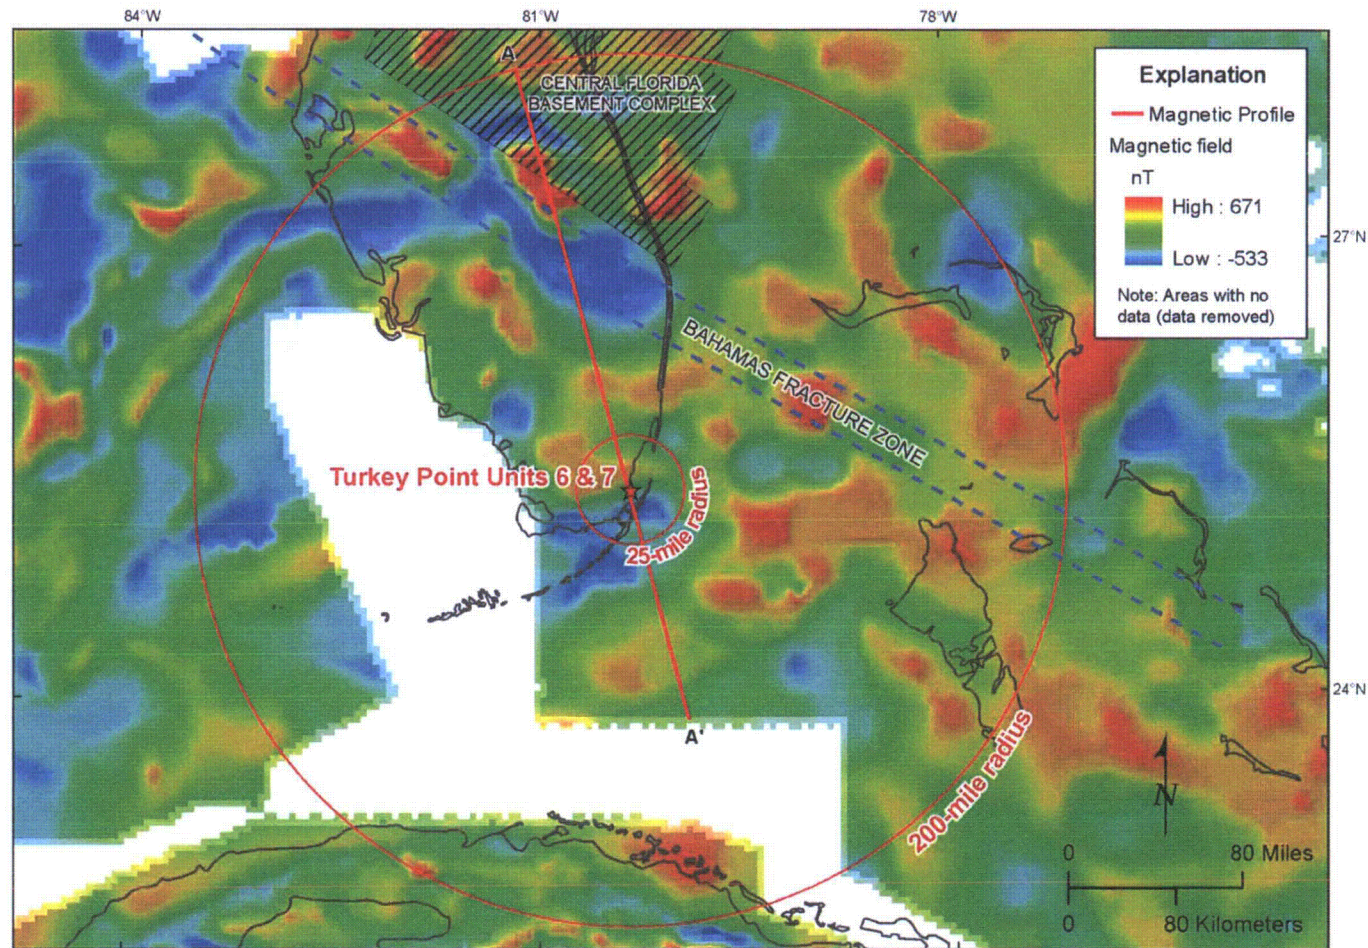 84°W
81°W
78°W
A
CENTRAL FLORIDA
BASEMENT COMPLEX
Explanation
Magnetic Profile
Magnetic field
nT
High : 671
Low : -533
Note: Areas with no
data (data removed)
27°N
BAHAMAS FRACTURE ZONE
Turkey Point Units 6 & 7
25-mile radius
24°N
A'
200-mile radius
N
0 80 Miles
0 80 Kilometers